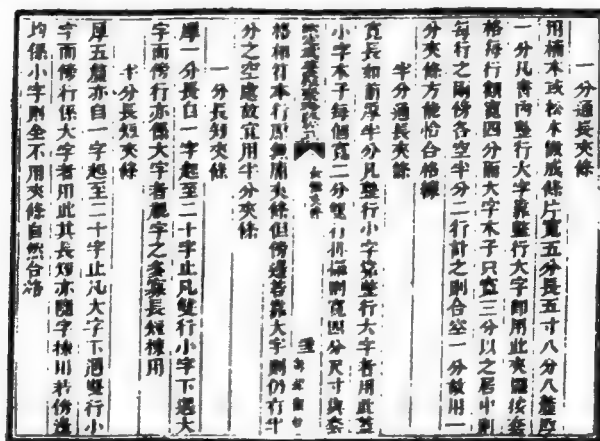 一分通長夾條
用楠木或松木做成條片寬五分長五寸八分八釐厚
一分凡書內整行大字靠整行大字即用此夾擺按套
格每行額寬四分而大字木子只寬三分以之居中則
每行之兩傍各空半分二行計之則合空一分故用一
分夾條方能恰合格線
半分通長夾條
寬長如前厚半分凡整行小字靠整行大字者用此蓋
小字木子每個寬二分雙行排擺則寬四分尺寸與套
格相符本行原無庸夾條但傍邊若靠大字則仍有半
分之空處故宜用半分夾條
一分長短夾條
厚一分長自一字起至二十字止凡雙行小字下遇大
字而傍行亦係大字者量字之多寡長短揀用
半分長短夾條
厚五釐亦自一字起至二十字止凡大字下遇雙行小
字而傍行係大字者用此其長短亦隨字揀用若傍邊
均係小字則全不用夾條自然合格